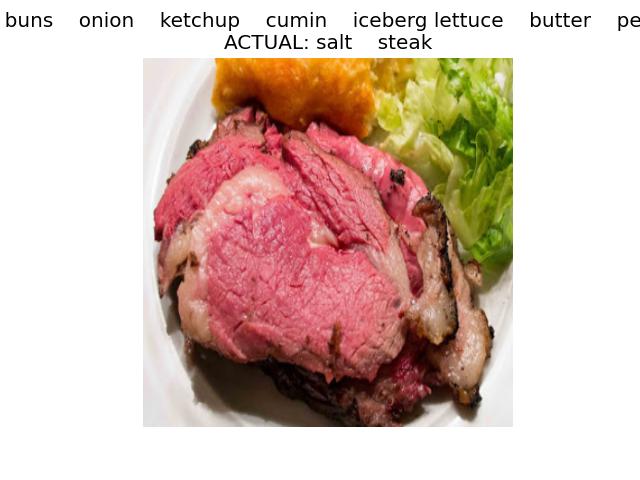 buns onion ketchup cumin iceberg lettuce butter
ACTUAL: salt steak